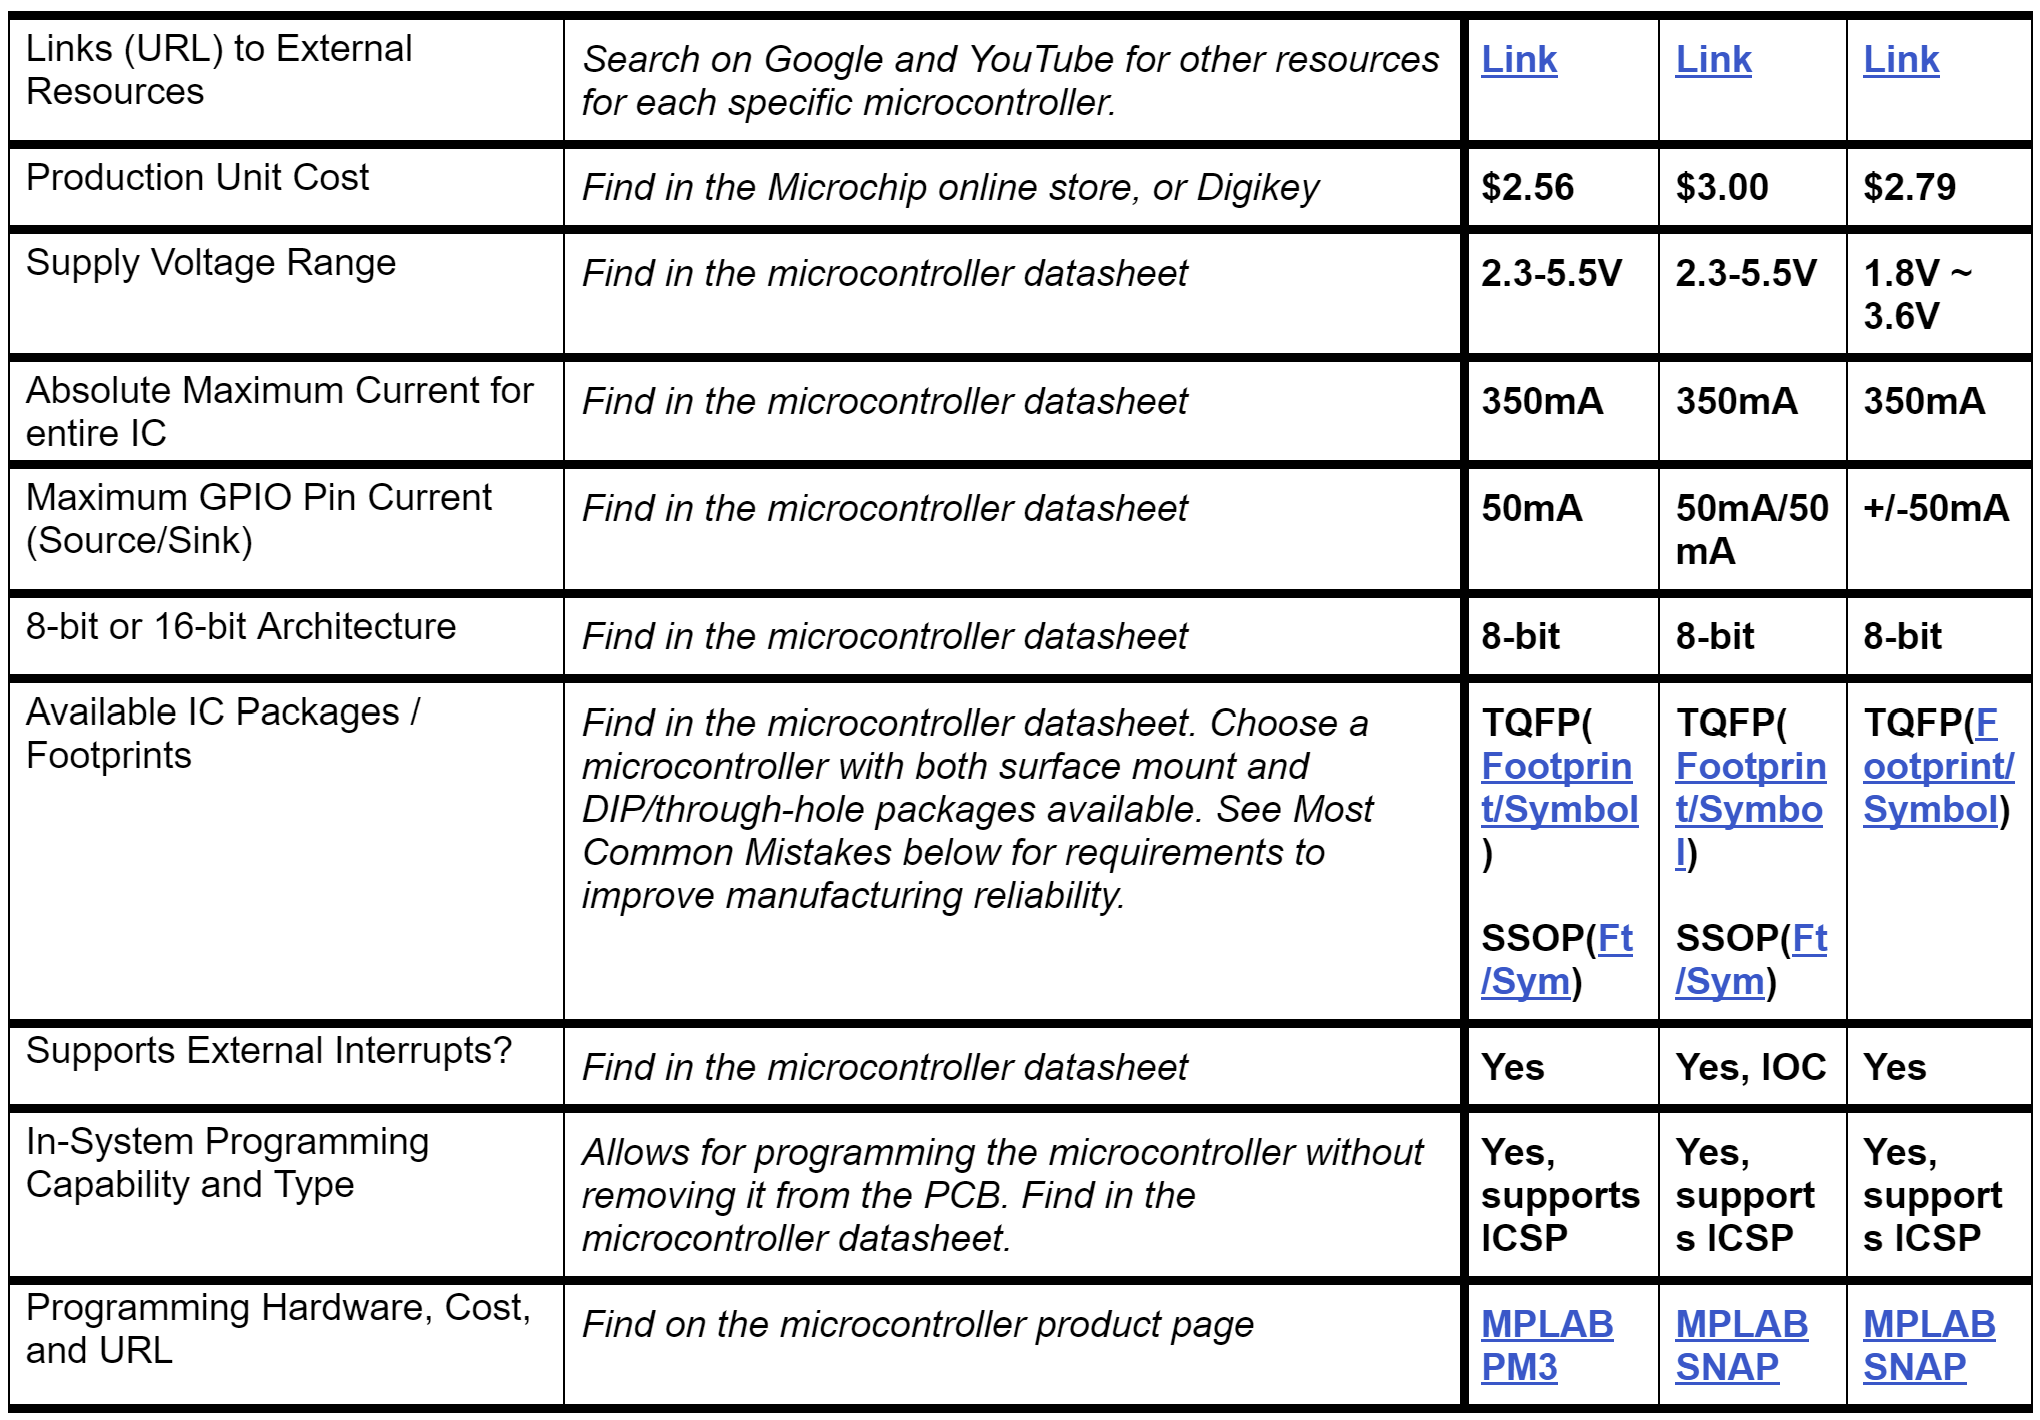 Links (URL) to External
Resources
Search on Google and YouTube for other resources
for each specific microcontroller.
Link
Link
Link
Production Unit Cost
Find in the Microchip online store, or Digikey
$2.56
$3.00
$2.79
Supply Voltage Range
Find in the microcontroller datasheet
2.3-5.5V
2.3-5.5V
1.8V ~
3.6V
Absolute Maximum Current for
entire IC
Find in the microcontroller datasheet
350mA
350mA
350mA
Maximum GPIO Pin Current
(Source/Sink)
Find in the microcontroller datasheet
50mA
50mA/50
mA
+/-50mA
8-bit or 16-bit Architecture
Find in the microcontroller datasheet
8-bit
8-bit
8-bit
Available IC Packages /
Footprints
Find in the microcontroller datasheet. Choose a
microcontroller with both surface mount and
DIP/through-hole packages available. See Most
Common Mistakes below for requirements to
improve manufacturing reliability.
TQFP(
Footprin
t/Symbol
)
SSOP(Ft
/Sym)
TQFP(
Footprin
t/Symbo
l)
SSOP(Ft
/Sym)
TQFP(F
ootprint/
Symbol)
Supports External Interrupts?
Find in the microcontroller datasheet
Yes
Yes, IOC
Yes
In-System Programming
Capability and Type
Allows for programming the microcontroller without
removing it from the PCB. Find in the
microcontroller datasheet.
Yes,
supports
ICSP
Yes,
support
s ICSP
Yes,
support
s ICSP
Programming Hardware, Cost,
and URL
Find on the microcontroller product page
MPLAB
PM3
MPLAB
SNAP
MPLAB
SNAP